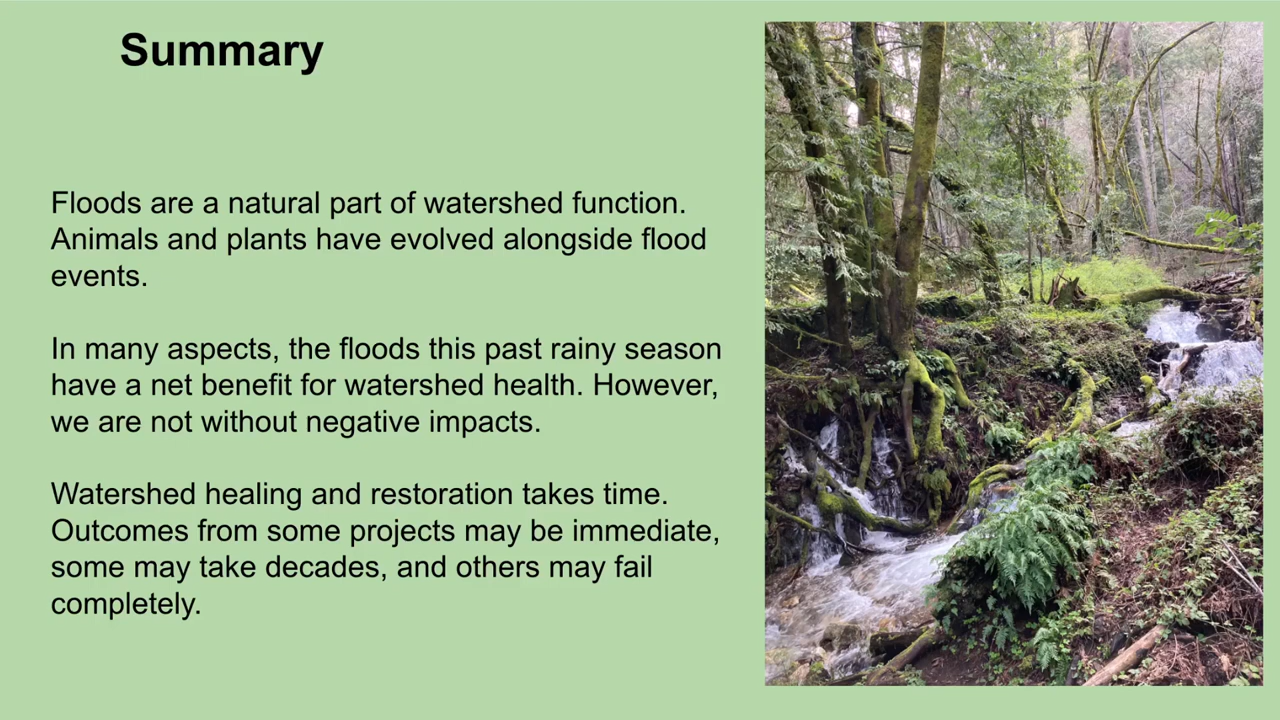 Summary
Floods are a natural part of watershed function.
Animals and plants have evolved alongside flood
events.
In many aspects, the floods this past rainy season
have a net benefit for watershed health. However,
we are not without negative impacts.
Watershed healing and restoration takes time.
Outcomes from some projects may be immediate,
some may take decades, and others may fail
completely.